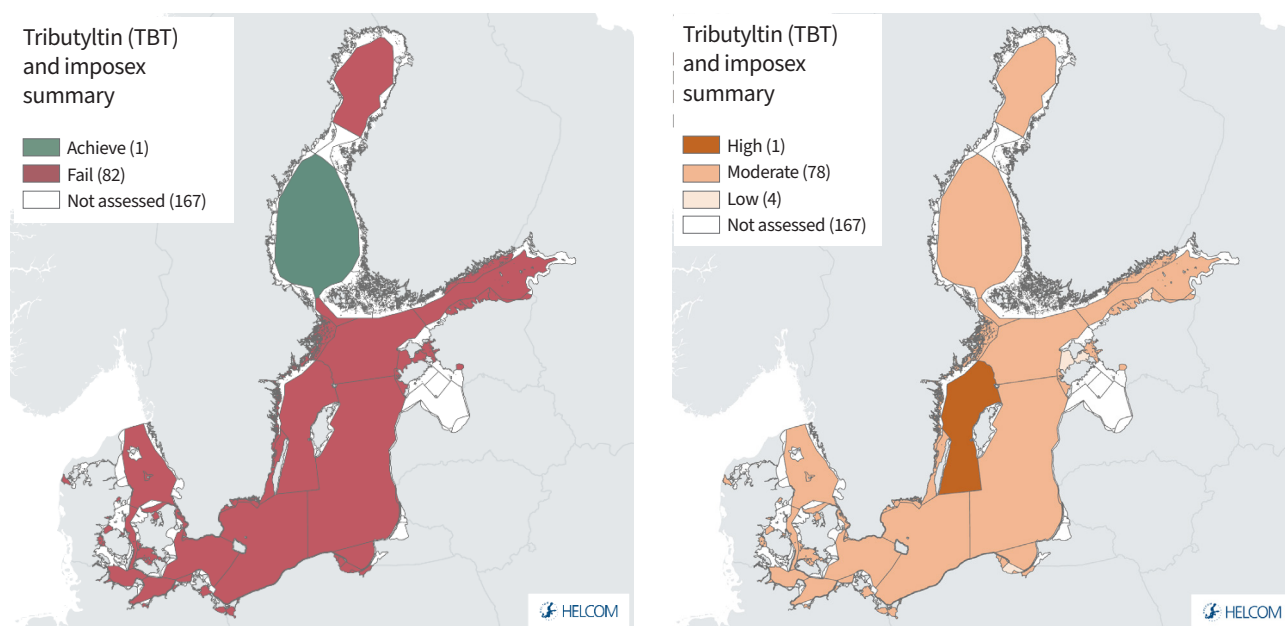 Tributyltin (TBT)
and imposex
summary
Achieve (1)
Fail (82)
Not assessed (167)
HELCOM
Tributyltin (TBT)
and imposex
summary
High (1)
Moderate (78)
Low (4)
Not assessed (167)
HELCOM